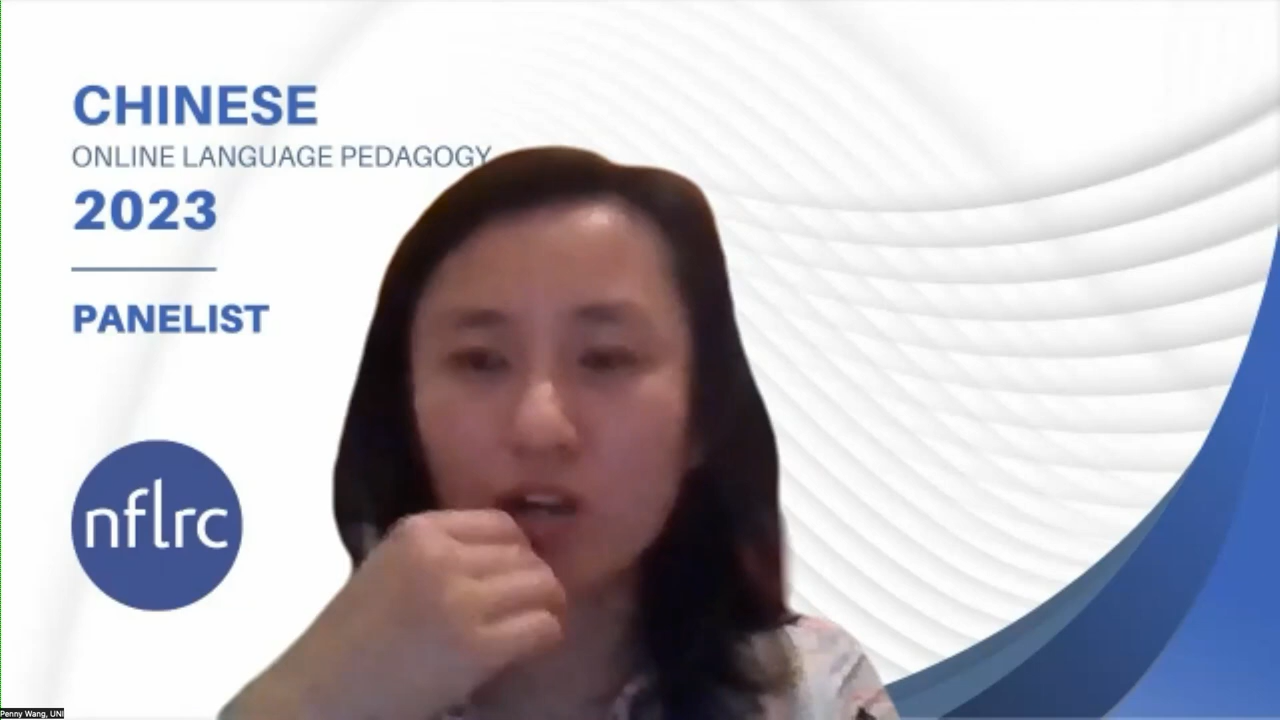 CHINESE
ONLINE LANGUAGE PEDAGOGY
2023
PANELIST
nflrc
Penny Wang, UNI